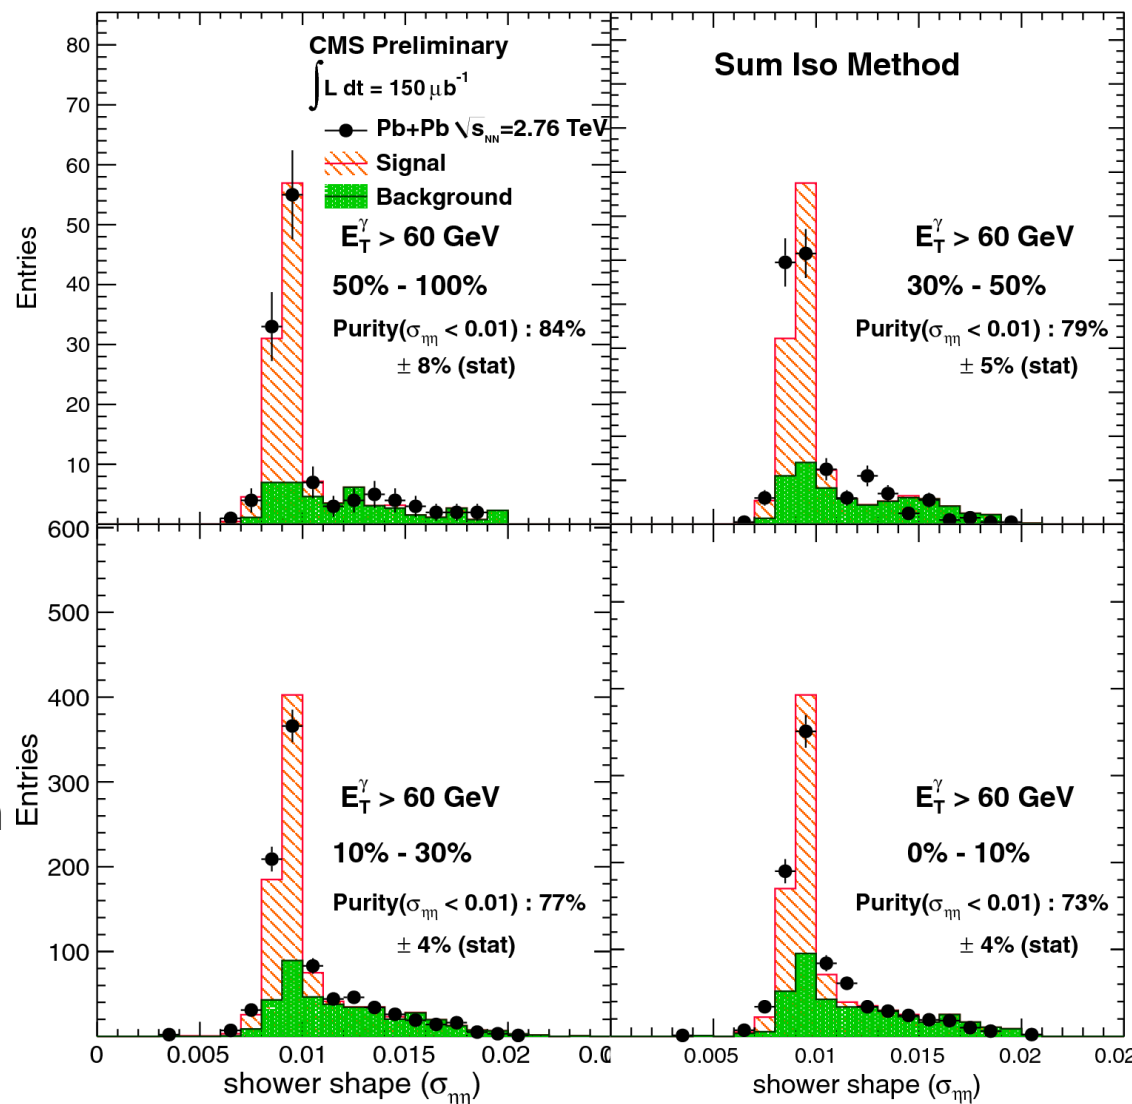 CMS Preliminary
∫L dt = 150 μb⁻¹
Pb+Pb √s_NN=2.76 TeV
Signal
Background
E_T^γ > 60 GeV
50% - 100%
Purity(σ_ηη < 0.01) : 84%
± 8% (stat)
Entries
80
70
60
50
40
30
20
10
Sum Iso Method
E_T^γ > 60 GeV
30% - 50%
Purity(σ_ηη < 0.01) : 79%
± 5% (stat)
600
500
400
300
200
100
Entries
E_T^γ > 60 GeV
10% - 30%
Purity(σ_ηη < 0.01) : 77%
± 4% (stat)
0 0.005 0.01 0.015 0.02
shower shape (σ_ηη)
E_T^γ > 60 GeV
0% - 10%
Purity(σ_ηη < 0.01) : 73%
± 4% (stat)
0.005 0.01 0.015 0.02
shower shape (σ_ηη)